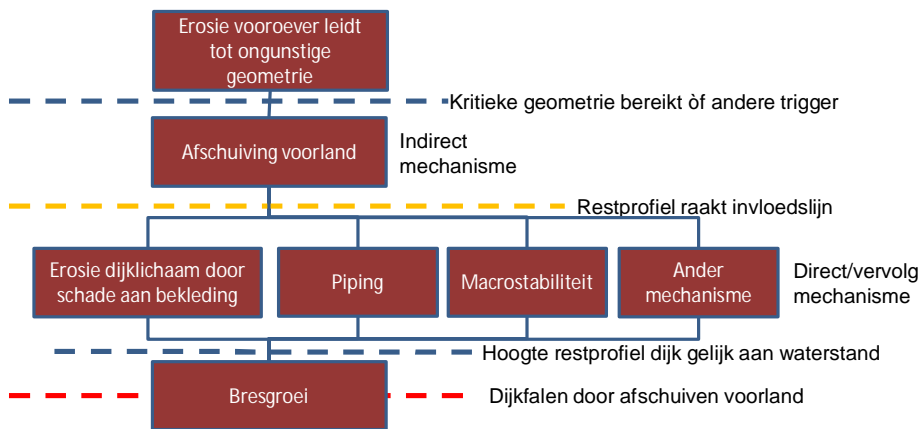 Erosie vooroever leidt
tot ongunstige
geometrie
Kritieke geometrie bereikt òf andere trigger
Afschuiving voorland
Indirect
mechanisme
Restprofiel raakt invloedslijn
Erosie dijklichaam door
schade aan bekleding
Piping
Macrostabiliteit
Ander
mechanisme
Direct/vervolg
mechanisme
Hoogte restprofiel dijk gelijk aan waterstand
Bresgroei
Dijkfalen door afschuiven voorland